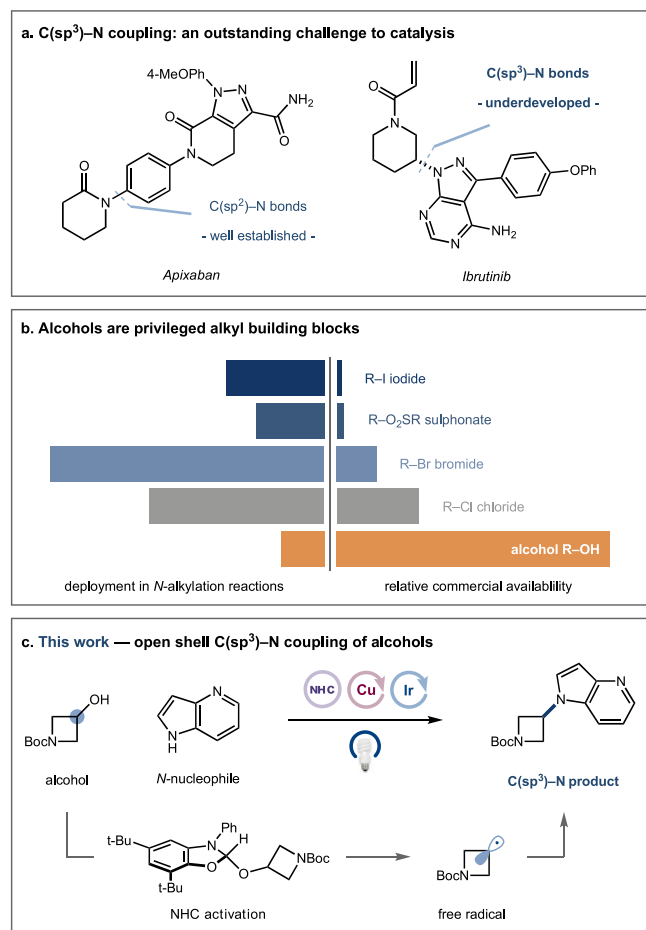 a. C(sp³)–N coupling: an outstanding challenge to catalysis
4-MeOPh
N
N
NH₂
O
O
N
O
N
C(sp²)–N bonds
- well established -
Apixaban
O
N
C(sp³)–N bonds
- underdeveloped -
N
N
OPh
N
N
NH₂
Ibrutinib
b. Alcohols are privileged alkyl building blocks
R–I iodide
R–O₂SR sulphonate
R–Br bromide
R–Cl chloride
alcohol R–OH
deployment in N-alkylation reactions
relative commercial availablility
c. This work — open shell C(sp³)–N coupling of alcohols
OH
BocN
alcohol
N
N
H
N-nucleophile
NHC
Cu
Ir
N
N
BocN
C(sp³)–N product
t-Bu
Ph
N
H
O
O
t-Bu
NBoc
NHC activation
BocN
free radical